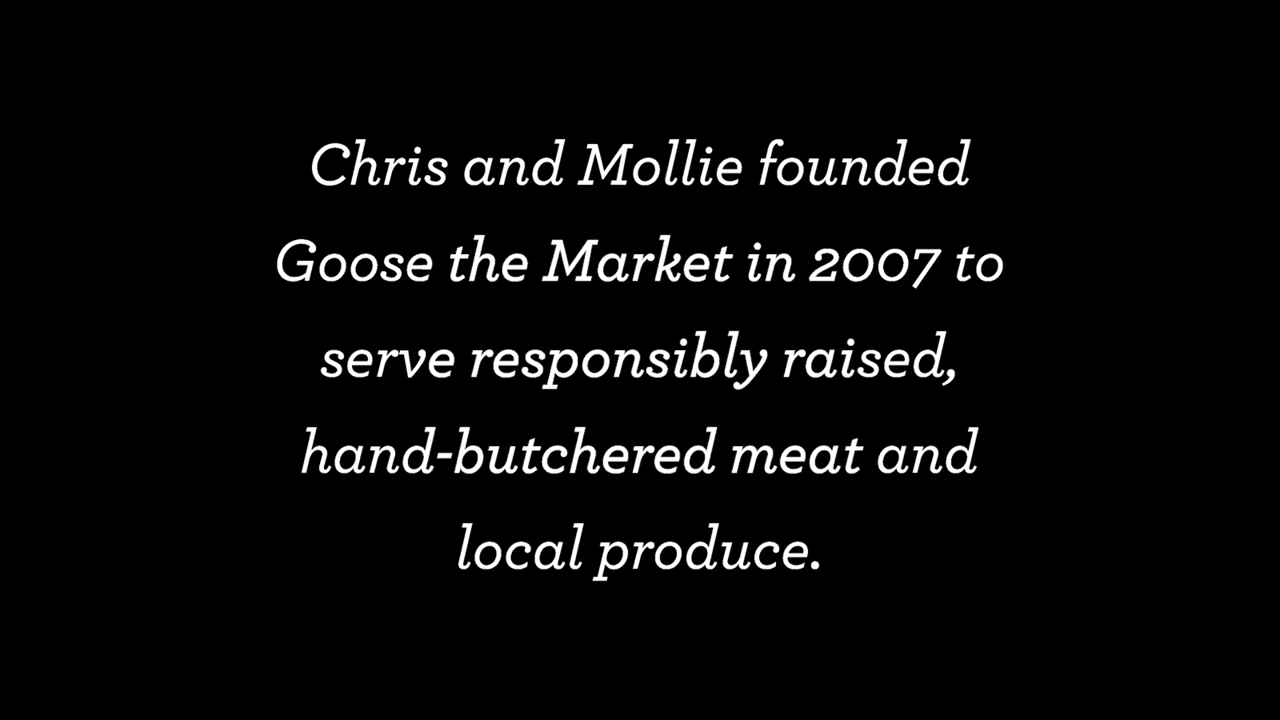 Chris and Mollie founded
Goose the Market in 2007 to
serve responsibly raised,
hand-butchered meat and
local produce.